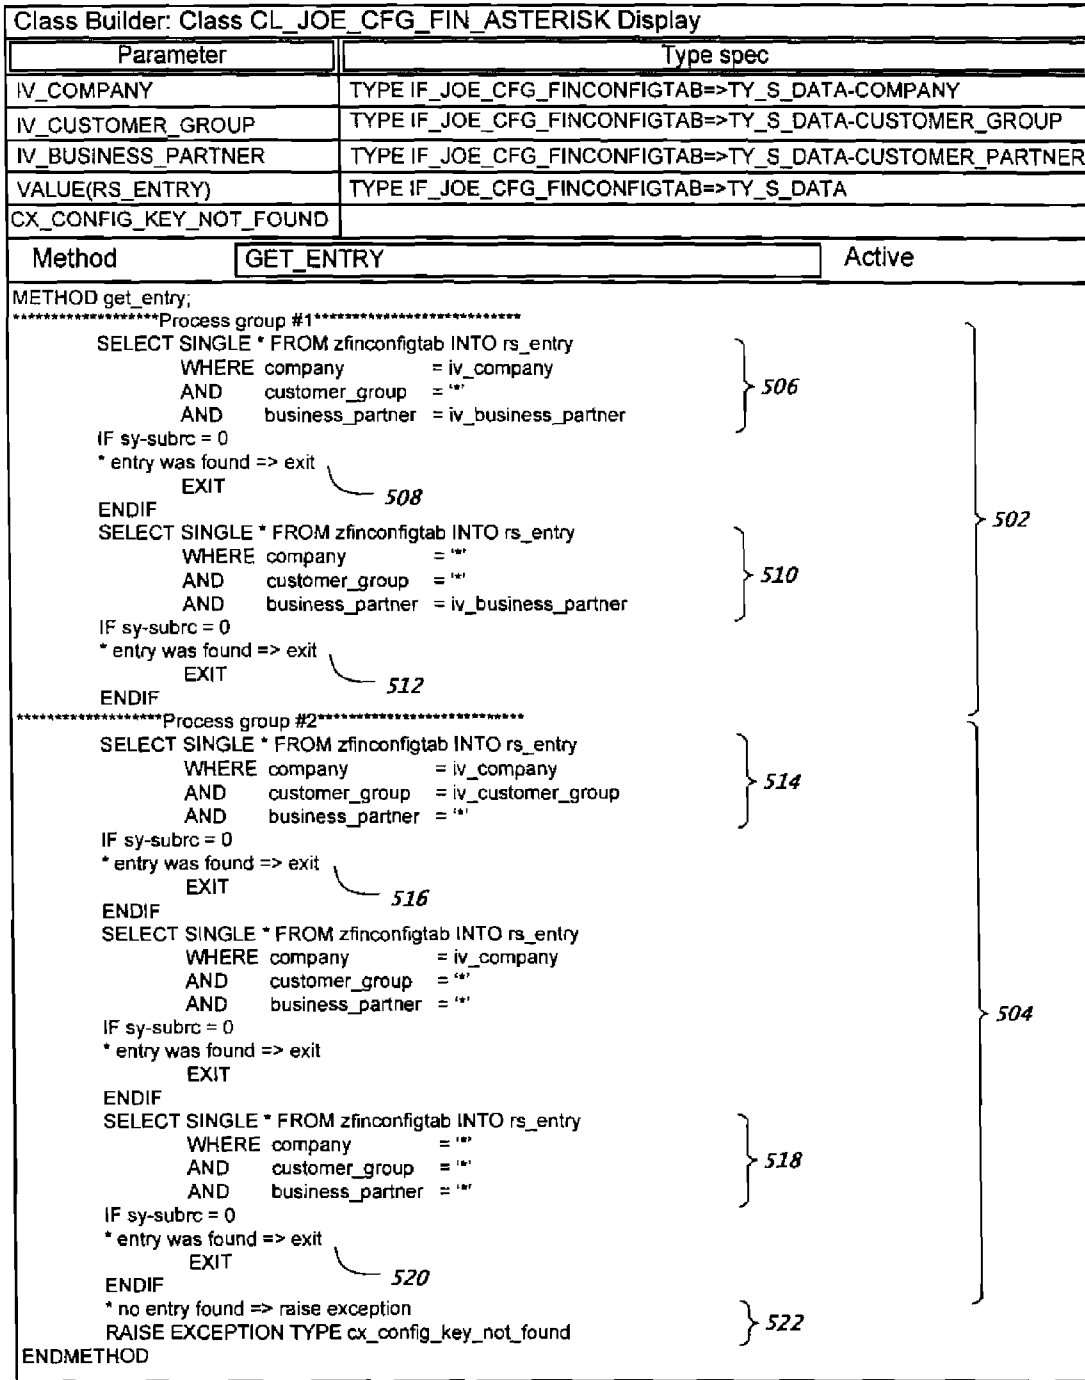 Class Builder: Class CL_JOE_CFG_FIN_ASTERISK Display
Parameter Type spec
IV_COMPANY TYPE IF_JOE_CFG_FINCONFIGTAB=>TY_S_DATA-COMPANY
IV_CUSTOMER_GROUP TYPE IF_JOE_CFG_FINCONFIGTAB=>TY_S_DATA-CUSTOMER_GROUP
IV_BUSINESS_PARTNER TYPE IF_JOE_CFG_FINCONFIGTAB=>TY_S_DATA-CUSTOMER_PARTNER
VALUE(RS_ENTRY) TYPE IF_JOE_CFG_FINCONFIGTAB=>TY_S_DATA
CX_CONFIG_KEY_NOT_FOUND
Method GET_ENTRY Active
METHOD get_entry;
*******************Process group #1***************************
SELECT SINGLE * FROM zfinconfigtab INTO rs_entry
WHERE company = iv_company
AND customer_group = '*' 506
AND business_partner = iv_business_partner
IF sy-subrc = 0
* entry was found => exit
EXIT 508
ENDIF
502
SELECT SINGLE * FROM zfinconfigtab INTO rs_entry
WHERE company = '*'
AND customer_group = '*' 510
AND business_partner = iv_business_partner
IF sy-subrc = 0
* entry was found => exit
EXIT 512
ENDIF
*******************Process group #2***************************
SELECT SINGLE * FROM zfinconfigtab INTO rs_entry
WHERE company = iv_company
AND customer_group = iv_customer_group 514
AND business_partner = '*'
IF sy-subrc = 0
* entry was found => exit
EXIT 516
ENDIF
SELECT SINGLE * FROM zfinconfigtab INTO rs_entry
WHERE company = iv_company
AND customer_group = '*'
AND business_partner = '*'
504
IF sy-subrc = 0
* entry was found => exit
EXIT
ENDIF
SELECT SINGLE * FROM zfinconfigtab INTO rs_entry
WHERE company = '*'
AND customer_group = '*' 518
AND business_partner = '*'
IF sy-subrc = 0
* entry was found => exit
EXIT 520
ENDIF
* no entry found => raise exception
RAISE EXCEPTION TYPE cx_config_key_not_found 522
ENDMETHOD